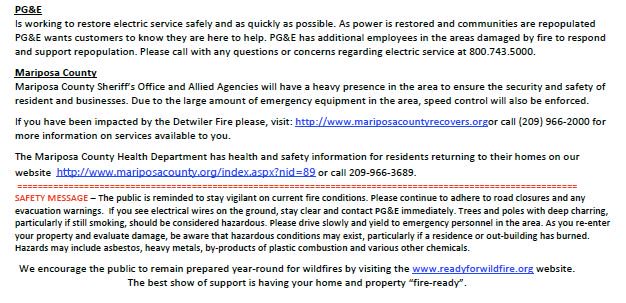 PG&E
Is working to restore electric service safely and as quickly as possible. As power is restored and communities are repopulated
PG&E wants customers to know they are here to help. PG&E has additional employees in the areas damaged by fire to respond
and support repopulation. Please call with any questions or concerns regarding electric service at 800.743.5000.
Mariposa County
Mariposa County Sheriff's Office and Allied Agencies will have a heavy presence in the area to ensure the security and safety of
resident and businesses. Due to the large amount of emergency equipment in the area, speed control will also be enforced.
If you have been impacted by the Detwiler Fire please, visit: http://www.mariposacountyrecovers.orgor call (209) 966-2000 for
more information on services available to you.
The Mariposa County Health Department has health and safety information for residents returning to their homes on our
website http://www.mariposacounty.org/index.aspx?nid=89 or call 209-966-3689.
================================================================================
SAFETY MESSAGE – The public is reminded to stay vigilant on current fire conditions. Please continue to adhere to road closures and any
evacuation warnings. If you see electrical wires on the ground, stay clear and contact PG&E immediately. Trees and poles with deep charring,
particularly if still smoking, should be considered hazardous. Please drive slowly and yield to emergency personnel in the area. As you re-enter
your property and evaluate damage, be aware that hazardous conditions may exist, particularly if a residence or out-building has burned.
Hazards may include asbestos, heavy metals, by-products of plastic combustion and various other chemicals.
We encourage the public to remain prepared year-round for wildfires by visiting the www.readyforwildfire.org website.
The best show of support is having your home and property "fire-ready".